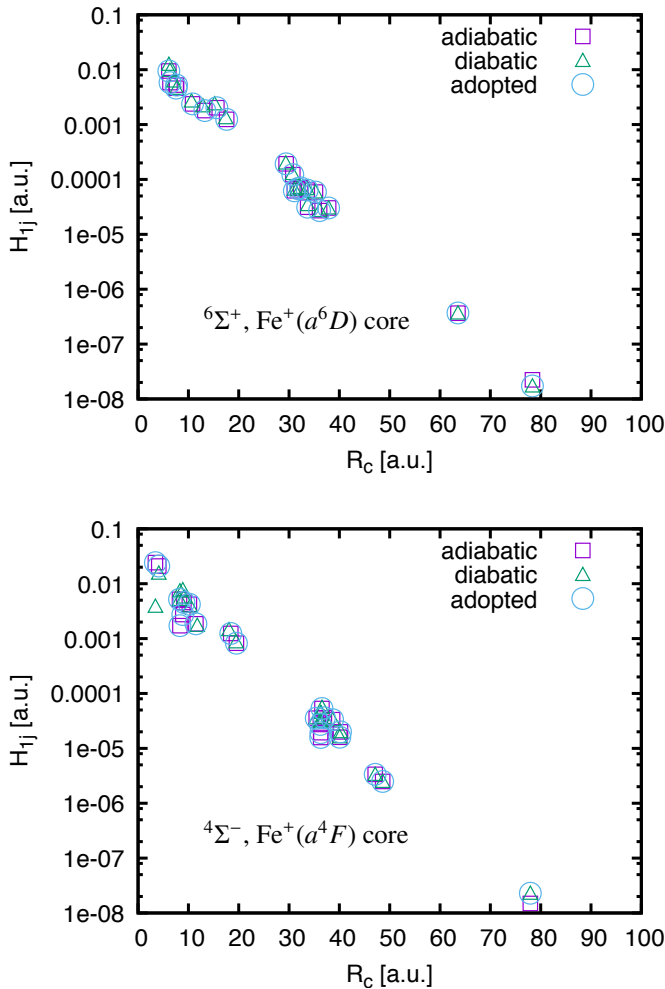 0.1
adiabatic
diabatic
adopted
0.01
0.001
0.0001
1e-05
1e-06
1e-07
1e-08
H1j [a.u.]
⁶Σ⁺, Fe⁺(a⁶D) core
0 10 20 30 40 50 60 70 80 90 100
Rc [a.u.]
0.1
adiabatic
diabatic
adopted
0.01
0.001
0.0001
1e-05
1e-06
1e-07
1e-08
H1j [a.u.]
⁴Σ⁻, Fe⁺(a⁴F) core
0 10 20 30 40 50 60 70 80 90 100
Rc [a.u.]